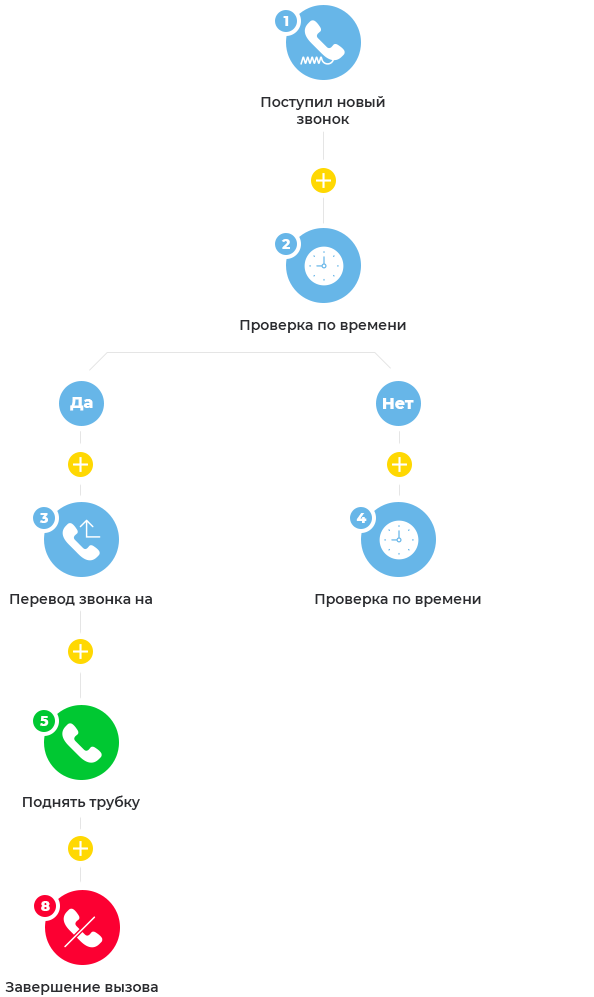 1
Поступил новый
звонок
2
Проверка по времени
Да
Нет
3
4
Перевод звонка на
Проверка по времени
5
Поднять трубку
8
Завершение вызова